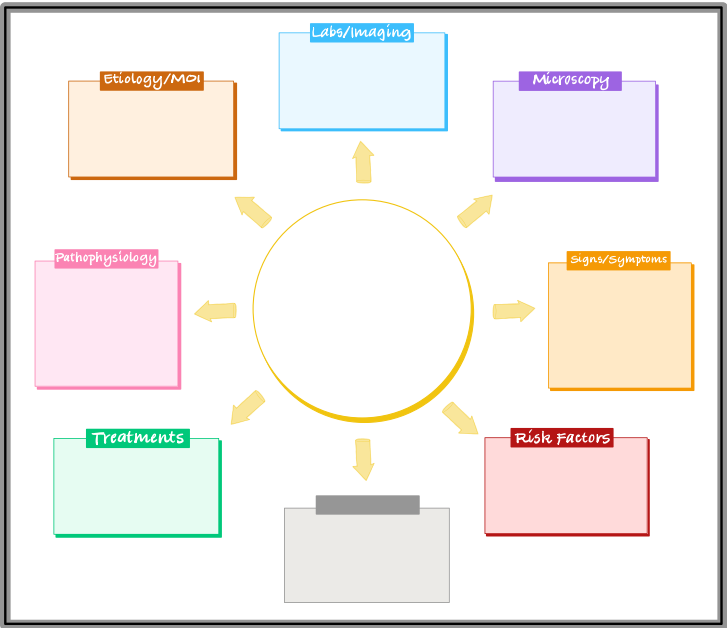 Labs/Imaging
Etiology/MOI
Microscopy
Pathophysiology
Signs/Symptoms
Treatments
Risk Factors